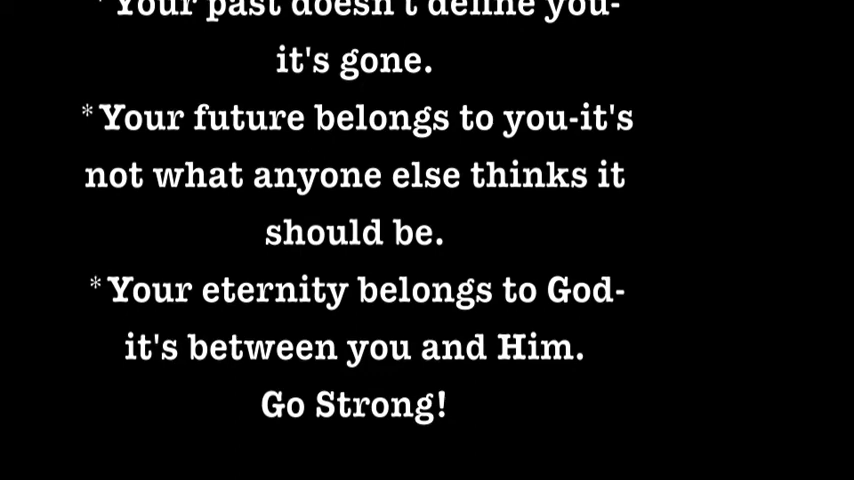 *Your past doesn't define you-
it's gone.
*Your future belongs to you-it's
not what anyone else thinks it
should be.
*Your eternity belongs to God-
it's between you and Him.
Go Strong!